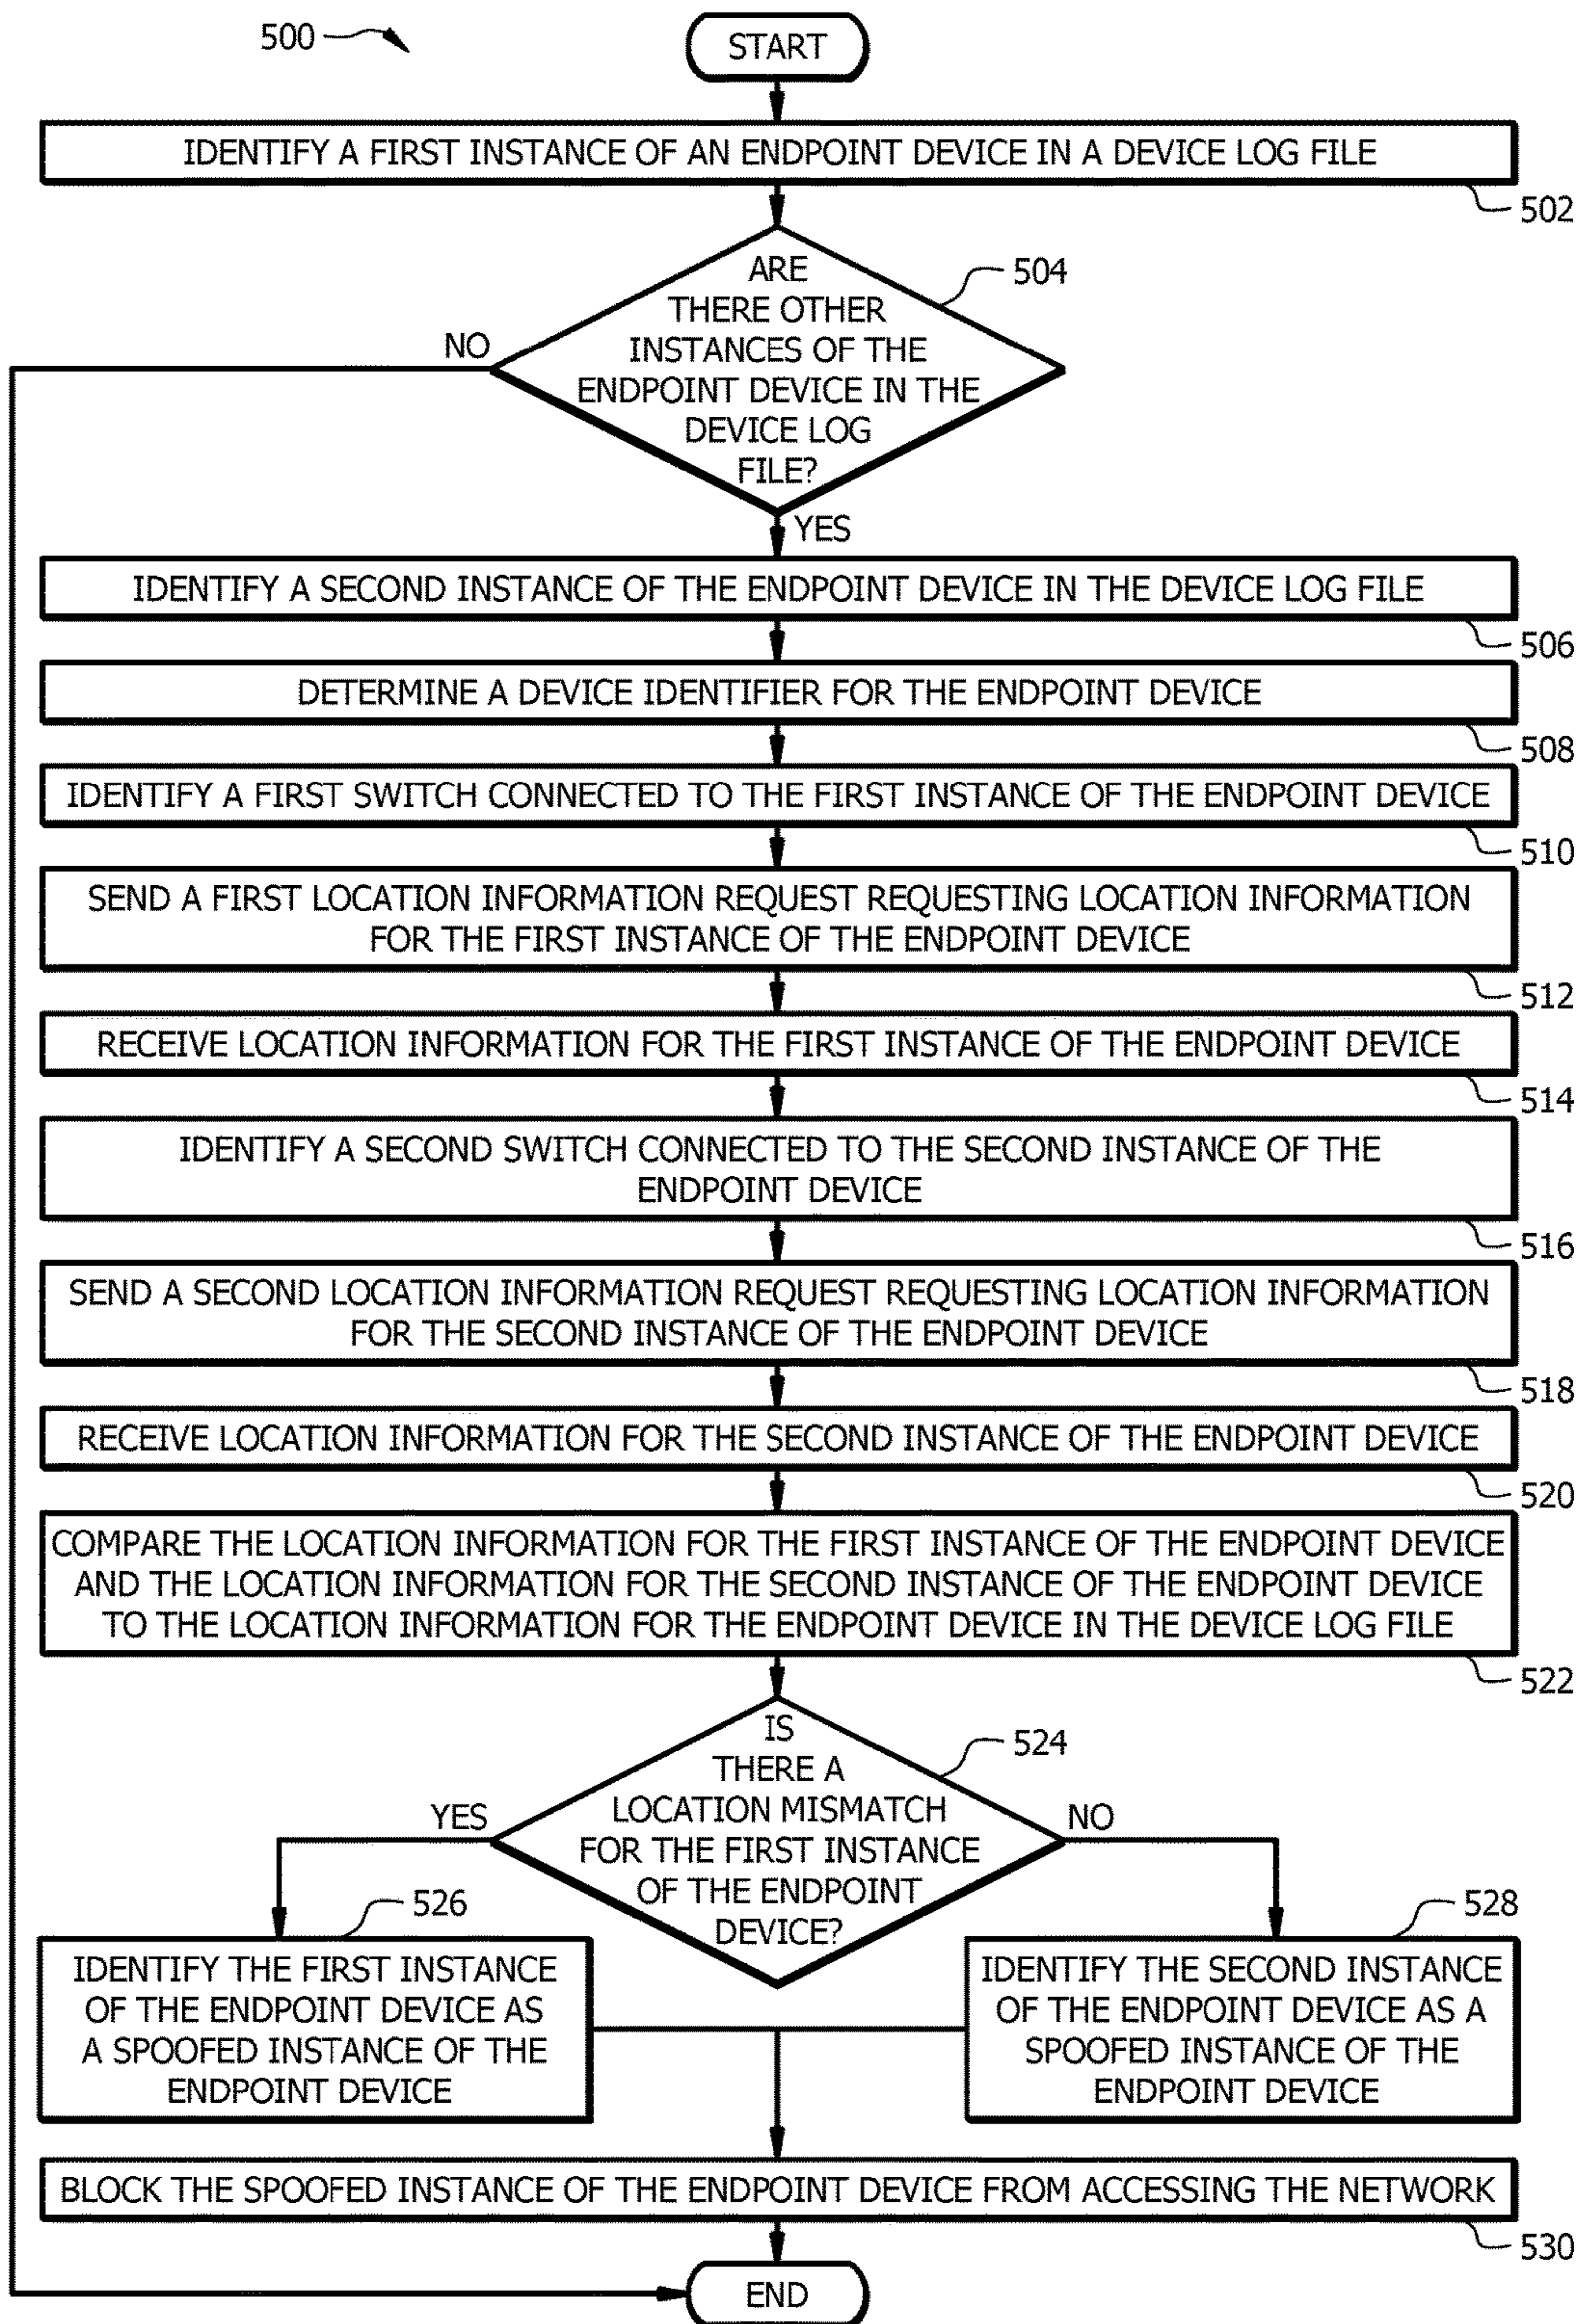 500
START
IDENTIFY A FIRST INSTANCE OF AN ENDPOINT DEVICE IN A DEVICE LOG FILE
502
ARE
THERE OTHER
INSTANCES OF THE
ENDPOINT DEVICE IN THE
DEVICE LOG
FILE?
504
NO
YES
IDENTIFY A SECOND INSTANCE OF THE ENDPOINT DEVICE IN THE DEVICE LOG FILE
506
DETERMINE A DEVICE IDENTIFIER FOR THE ENDPOINT DEVICE
508
IDENTIFY A FIRST SWITCH CONNECTED TO THE FIRST INSTANCE OF THE ENDPOINT DEVICE
510
SEND A FIRST LOCATION INFORMATION REQUEST REQUESTING LOCATION INFORMATION
FOR THE FIRST INSTANCE OF THE ENDPOINT DEVICE
512
RECEIVE LOCATION INFORMATION FOR THE FIRST INSTANCE OF THE ENDPOINT DEVICE
514
IDENTIFY A SECOND SWITCH CONNECTED TO THE SECOND INSTANCE OF THE
ENDPOINT DEVICE
516
SEND A SECOND LOCATION INFORMATION REQUEST REQUESTING LOCATION INFORMATION
FOR THE SECOND INSTANCE OF THE ENDPOINT DEVICE
518
RECEIVE LOCATION INFORMATION FOR THE SECOND INSTANCE OF THE ENDPOINT DEVICE
520
COMPARE THE LOCATION INFORMATION FOR THE FIRST INSTANCE OF THE ENDPOINT DEVICE
AND THE LOCATION INFORMATION FOR THE SECOND INSTANCE OF THE ENDPOINT DEVICE
TO THE LOCATION INFORMATION FOR THE ENDPOINT DEVICE IN THE DEVICE LOG FILE
522
IS
THERE A
LOCATION MISMATCH
FOR THE FIRST INSTANCE
OF THE ENDPOINT
DEVICE?
524
YES
NO
526
IDENTIFY THE FIRST INSTANCE
OF THE ENDPOINT DEVICE AS
A SPOOFED INSTANCE OF THE
ENDPOINT DEVICE
528
IDENTIFY THE SECOND INSTANCE
OF THE ENDPOINT DEVICE AS A
SPOOFED INSTANCE OF THE
ENDPOINT DEVICE
BLOCK THE SPOOFED INSTANCE OF THE ENDPOINT DEVICE FROM ACCESSING THE NETWORK
530
END